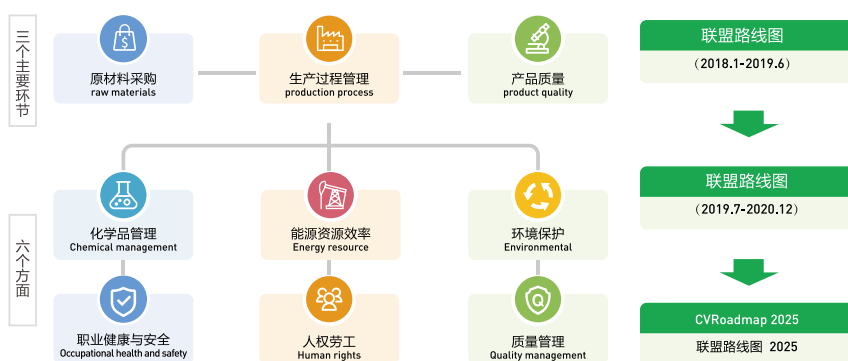 三个主要环节
原材料采购
raw materials
生产过程管理
production process
产品质量
product quality
六个方面
化学品管理
Chemical management
能源资源效率
Energy resource
环境保护
Environmental
职业健康与安全
Occupational health and safety
人权劳工
Human rights
Q
质量管理
Quality management
联盟路线图
（2018.1-2019.6）
联盟路线图
（2019.7-2020.12）
CVRoadmap 2025
联盟路线图 2025